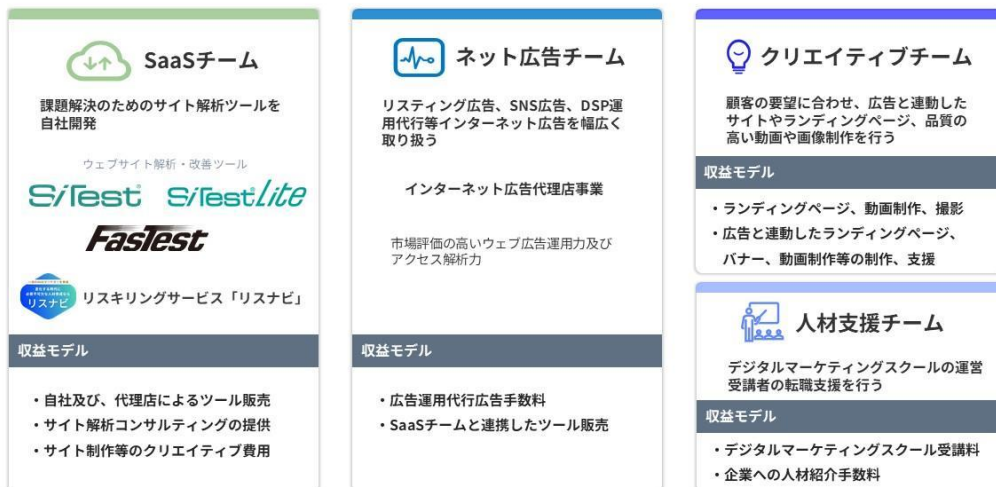 SaaSチーム
課題解決のためのサイト解析ツールを
自社開発
ウェブサイト解析・改善ツール
SiTest SiTest Lite
FasTest
リスナビ
リスキリングサービス「リスナビ」
収益モデル
・自社及び、代理店によるツール販売
・サイト解析コンサルティングの提供
・サイト制作等のクリエイティブ費用
ネット広告チーム
リスティング広告、SNS広告、DSP運
用代行等インターネット広告を幅広く
取り扱う
インターネット広告代理店事業
市場評価の高いウェブ広告運用力及び
アクセス解析力
収益モデル
・広告運用代行広告手数料
・SaaSチームと連携したツール販売
クリエイティブチーム
顧客の要望に合わせ、広告と連動した
サイトやランディングページ、品質の
高い動画や画像制作を行う
収益モデル
・ランディングページ、動画制作、撮影
・広告と連動したランディングページ、
バナー、動画制作等の制作、支援
人材支援チーム
デジタルマーケティングスクールの運営
受講者の転職支援を行う
収益モデル
・デジタルマーケティングスクール受講料
・企業への人材紹介手数料